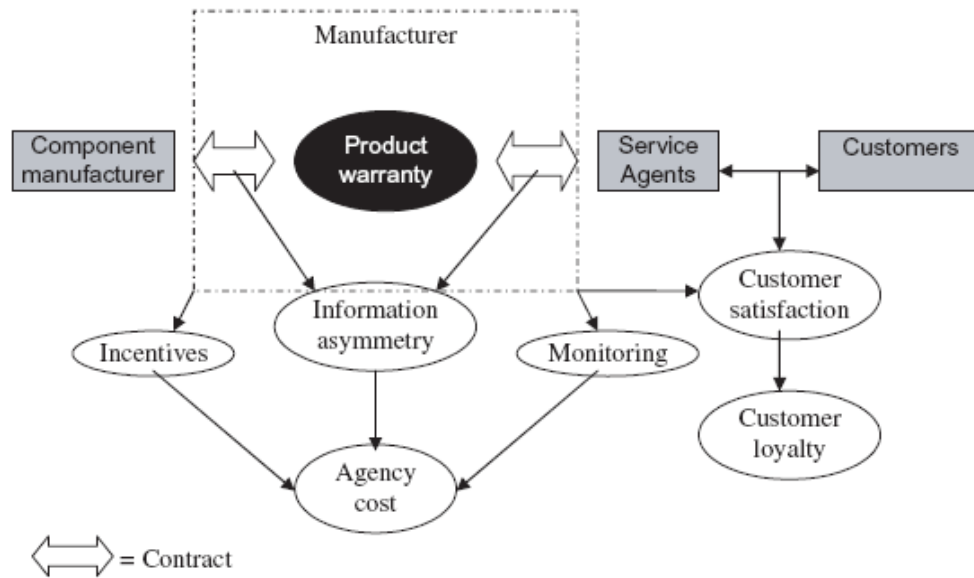 Manufacturer
Component
manufacturer
Product
warranty
Service
Agents
Customers
Information
asymmetry
Customer
satisfaction
Incentives
Monitoring
Customer
loyalty
Agency
cost
= Contract